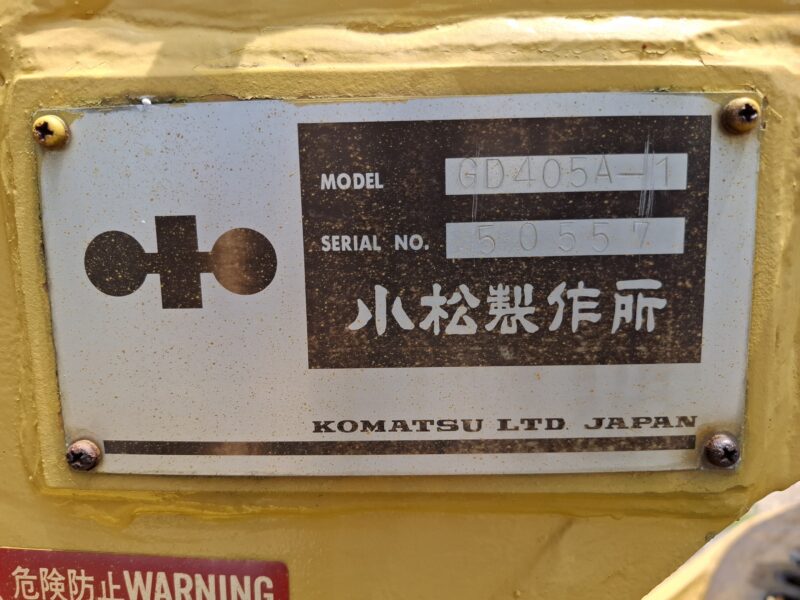 MODEL GD405A-1
SERIAL NO. 50557
小松製作所
KOMATSU LTD. JAPAN
危険防止WARNING